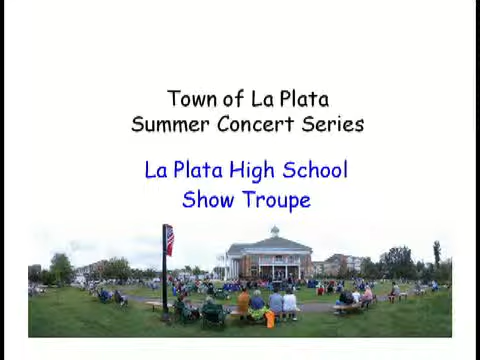 Town of La Plata
Summer Concert Series
La Plata High School
Show Troupe